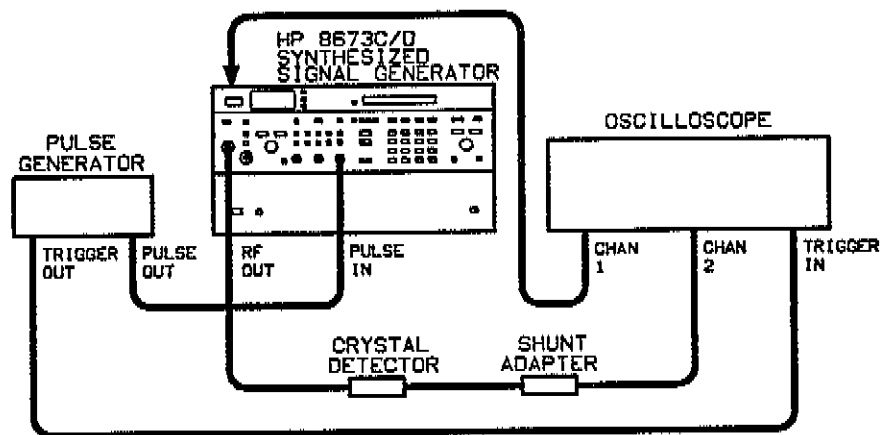 HP 8673C/D
SYNTHESIZED
SIGNAL GENERATOR
OSCILLOSCOPE
PULSE
GENERATOR
TRIGGER
OUT
PULSE
OUT
RF
OUT
PULSE
IN
CHAN
1
CHAN
2
TRIGGER
IN
CRYSTAL
DETECTOR
SHUNT
ADAPTER